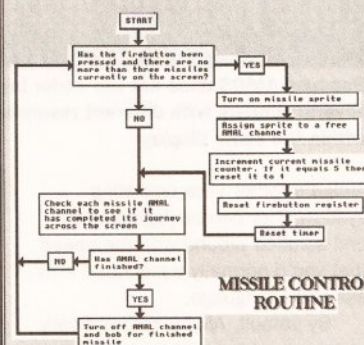 START
Has the firebutton been
pressed and there are no
more than three missiles
currently on the screen?
YES
Turn on missile sprite
Assign sprite to a free
AMAL channel
NO
Increment current missile
counter. If it equals 5 then
reset it to 1
Reset firebutton register
Reset timer
Check each missile AMAL
channel to see if it
has completed its journey
across the screen
NO
Has AMAL channel
finished?
YES
Turn off AMAL channel
and bob for finished
missile
MISSILE CONTRO
ROUTINE